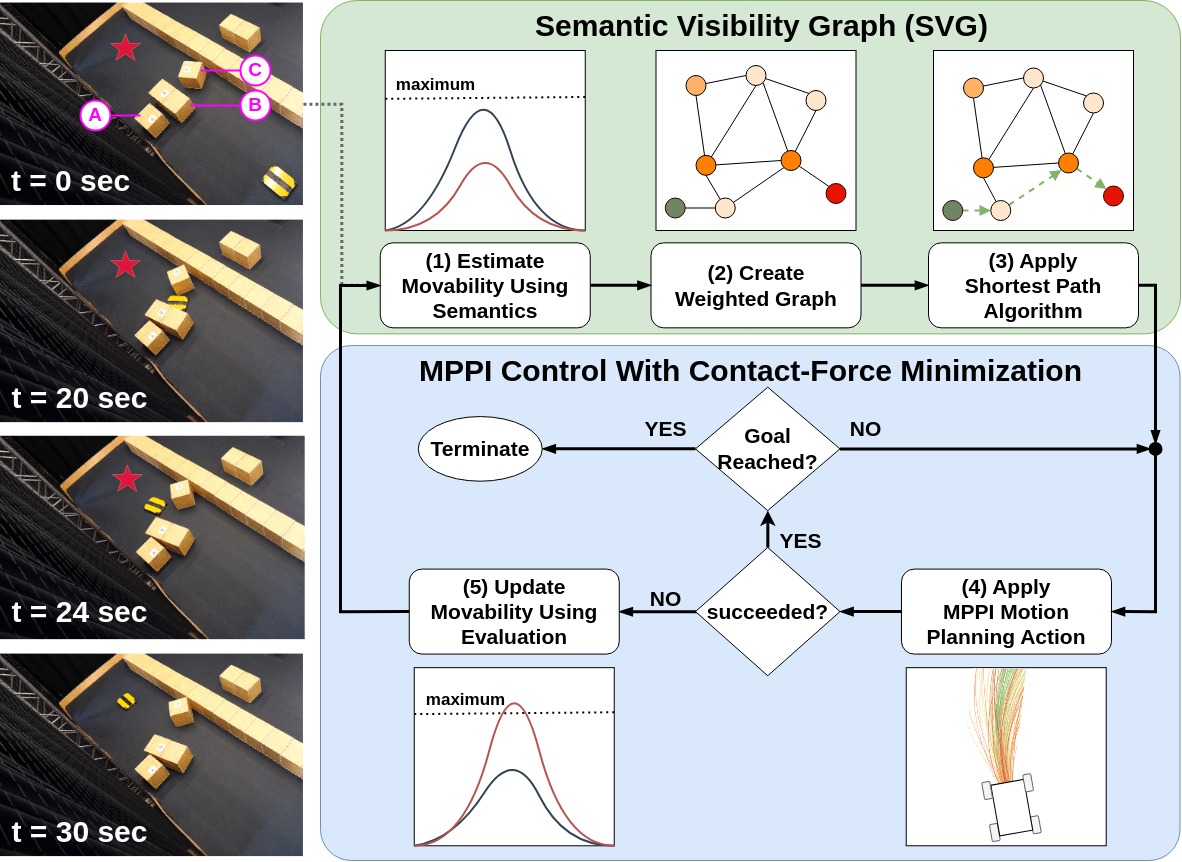 C
B
A
t = 0 sec
t = 20 sec
t = 24 sec
t = 30 sec
Semantic Visibility Graph (SVG)
maximum
(1) Estimate
Movability Using
Semantics
(2) Create
Weighted Graph
(3) Apply
Shortest Path
Algorithm
MPPI Control With Contact-Force Minimization
Terminate
YES
Goal
Reached?
NO
YES
(5) Update
Movability Using
Evaluation
NO
succeeded?
(4) Apply
MPPI Motion
Planning Action
maximum